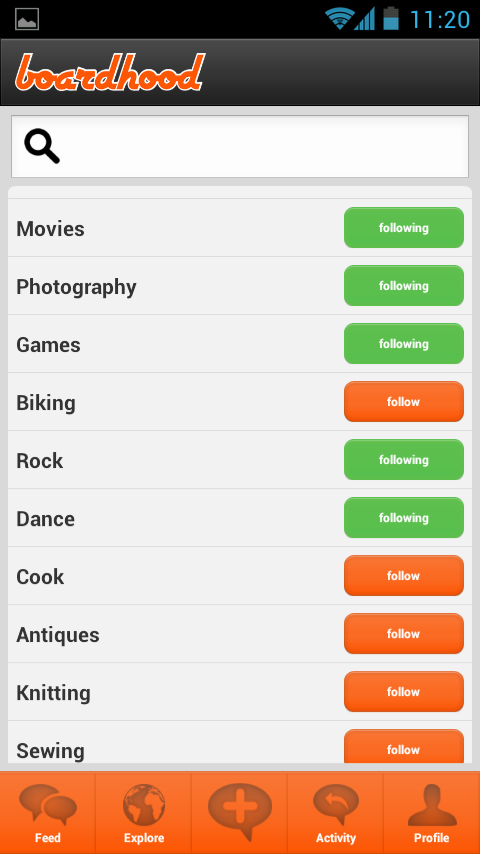 11:20
boardhood
Movies following
Photography following
Games following
Biking follow
Rock following
Dance following
Cook follow
Antiques follow
Knitting follow
Sewing follow
Feed Explore Activity Profile